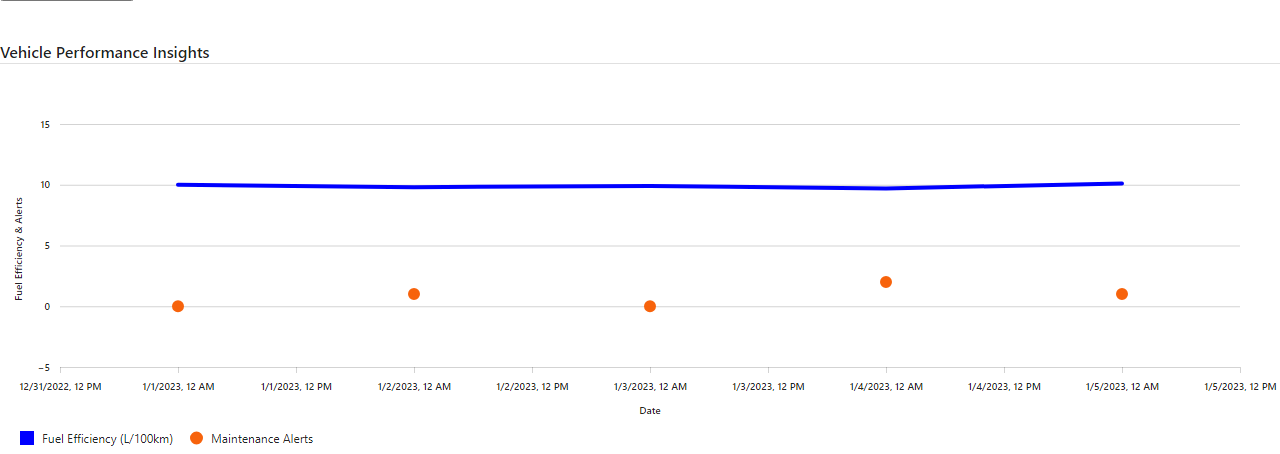 Vehicle Performance Insights
15
10
5
0
−5
Fuel Efficiency & Alerts
12/31/2022, 12 PM 1/1/2023, 12 AM 1/1/2023, 12 PM 1/2/2023, 12 AM 1/2/2023, 12 PM 1/3/2023, 12 AM 1/3/2023, 12 PM 1/4/2023, 12 AM 1/4/2023, 12 PM 1/5/2023, 12 AM 1/5/2023, 12 PM
Date
Fuel Efficiency (L/100km) Maintenance Alerts